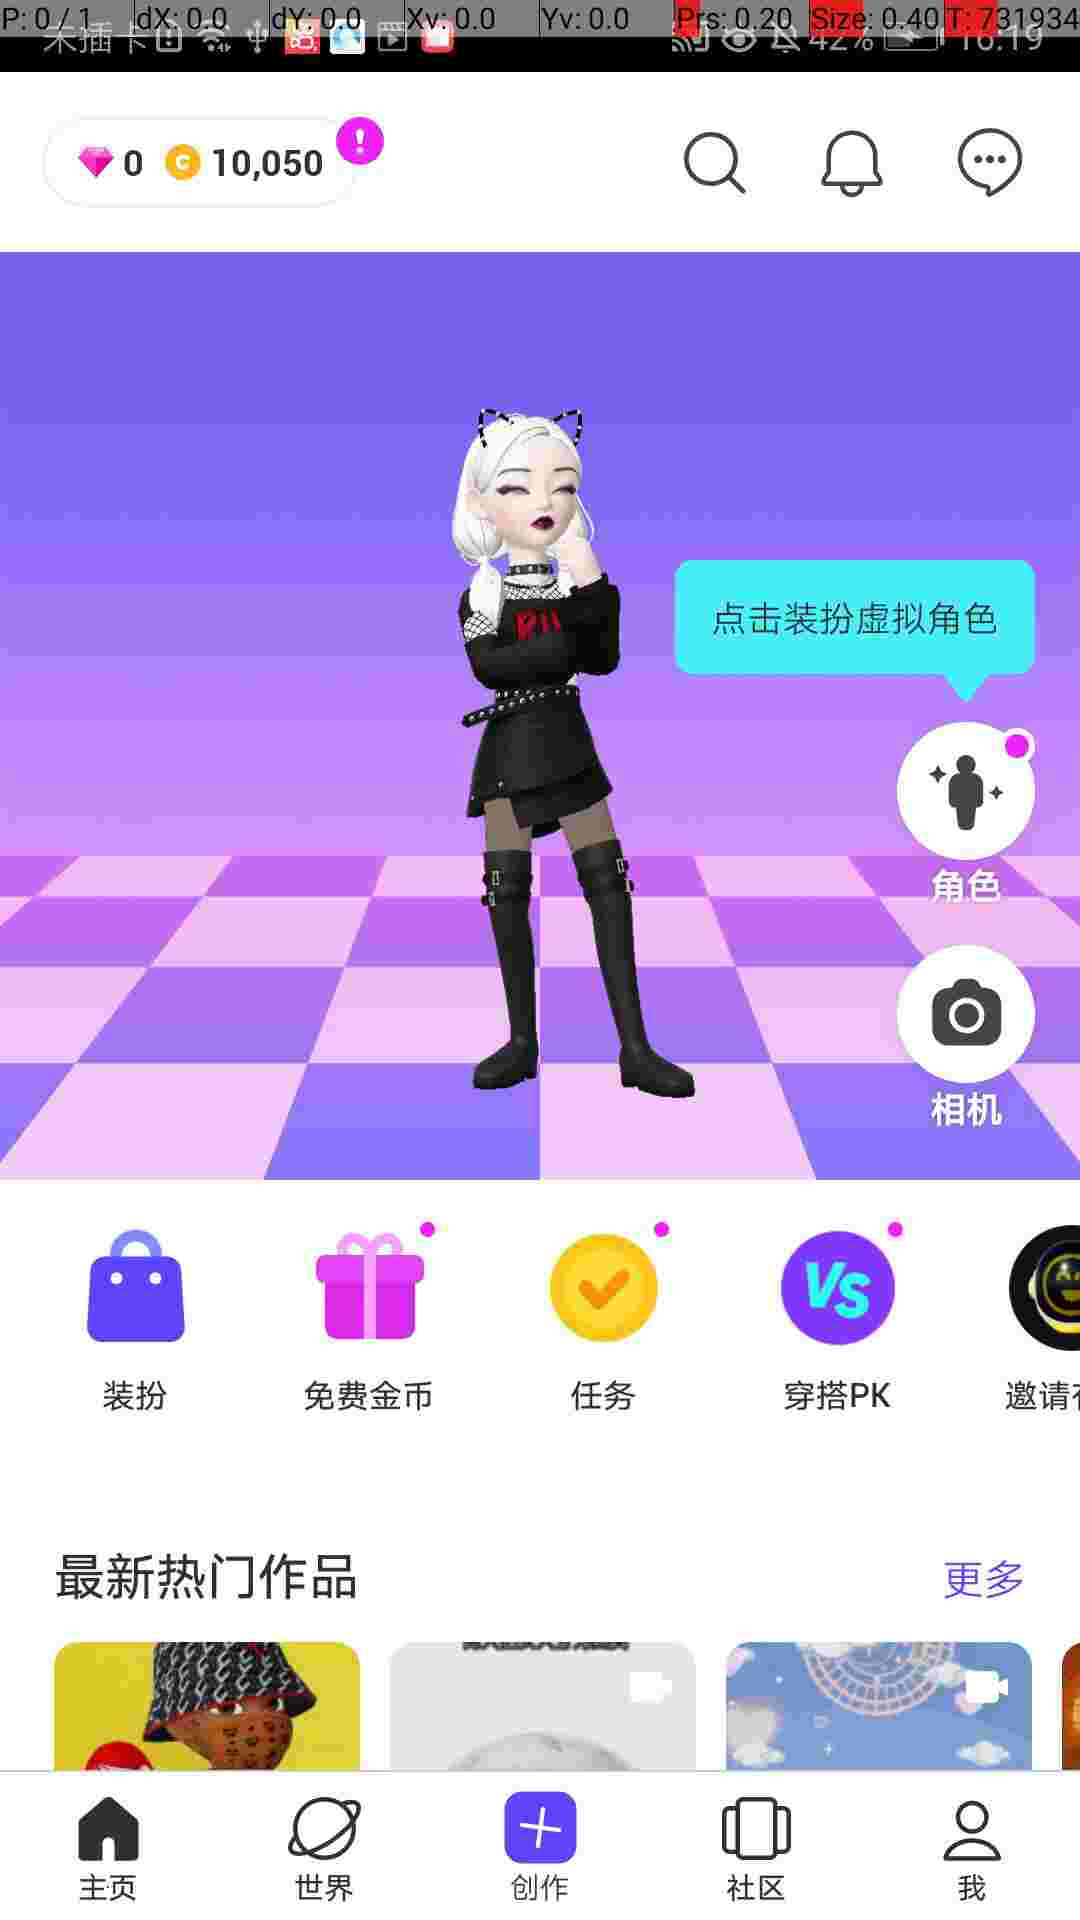 P: 0 / 1 dX: 0.0 dY: 0.0 Xv: 0.0 Yv: 0.0 Prs: 0.20 Size: 0.40 T: 731934
未插卡 42% 16:19
0 C 10,050 !
点击装扮虚拟角色
角色
相机
VS
装扮 免费金币 任务 穿搭PK 邀请
最新热门作品 更多
主页 世界 创作 社区 我